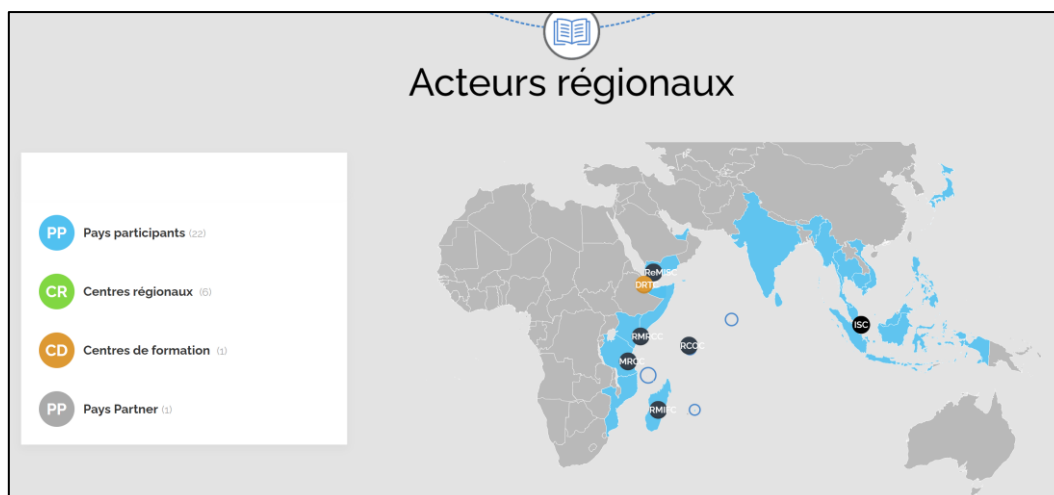 Acteurs régionaux
PP Pays participants (22)
CR Centres régionaux (6)
CD Centres de formation (1)
PP Pays Partner (1)
ReMISC
DRTC
RMRCC
RCOC
MRCC
RMIFC
ISC